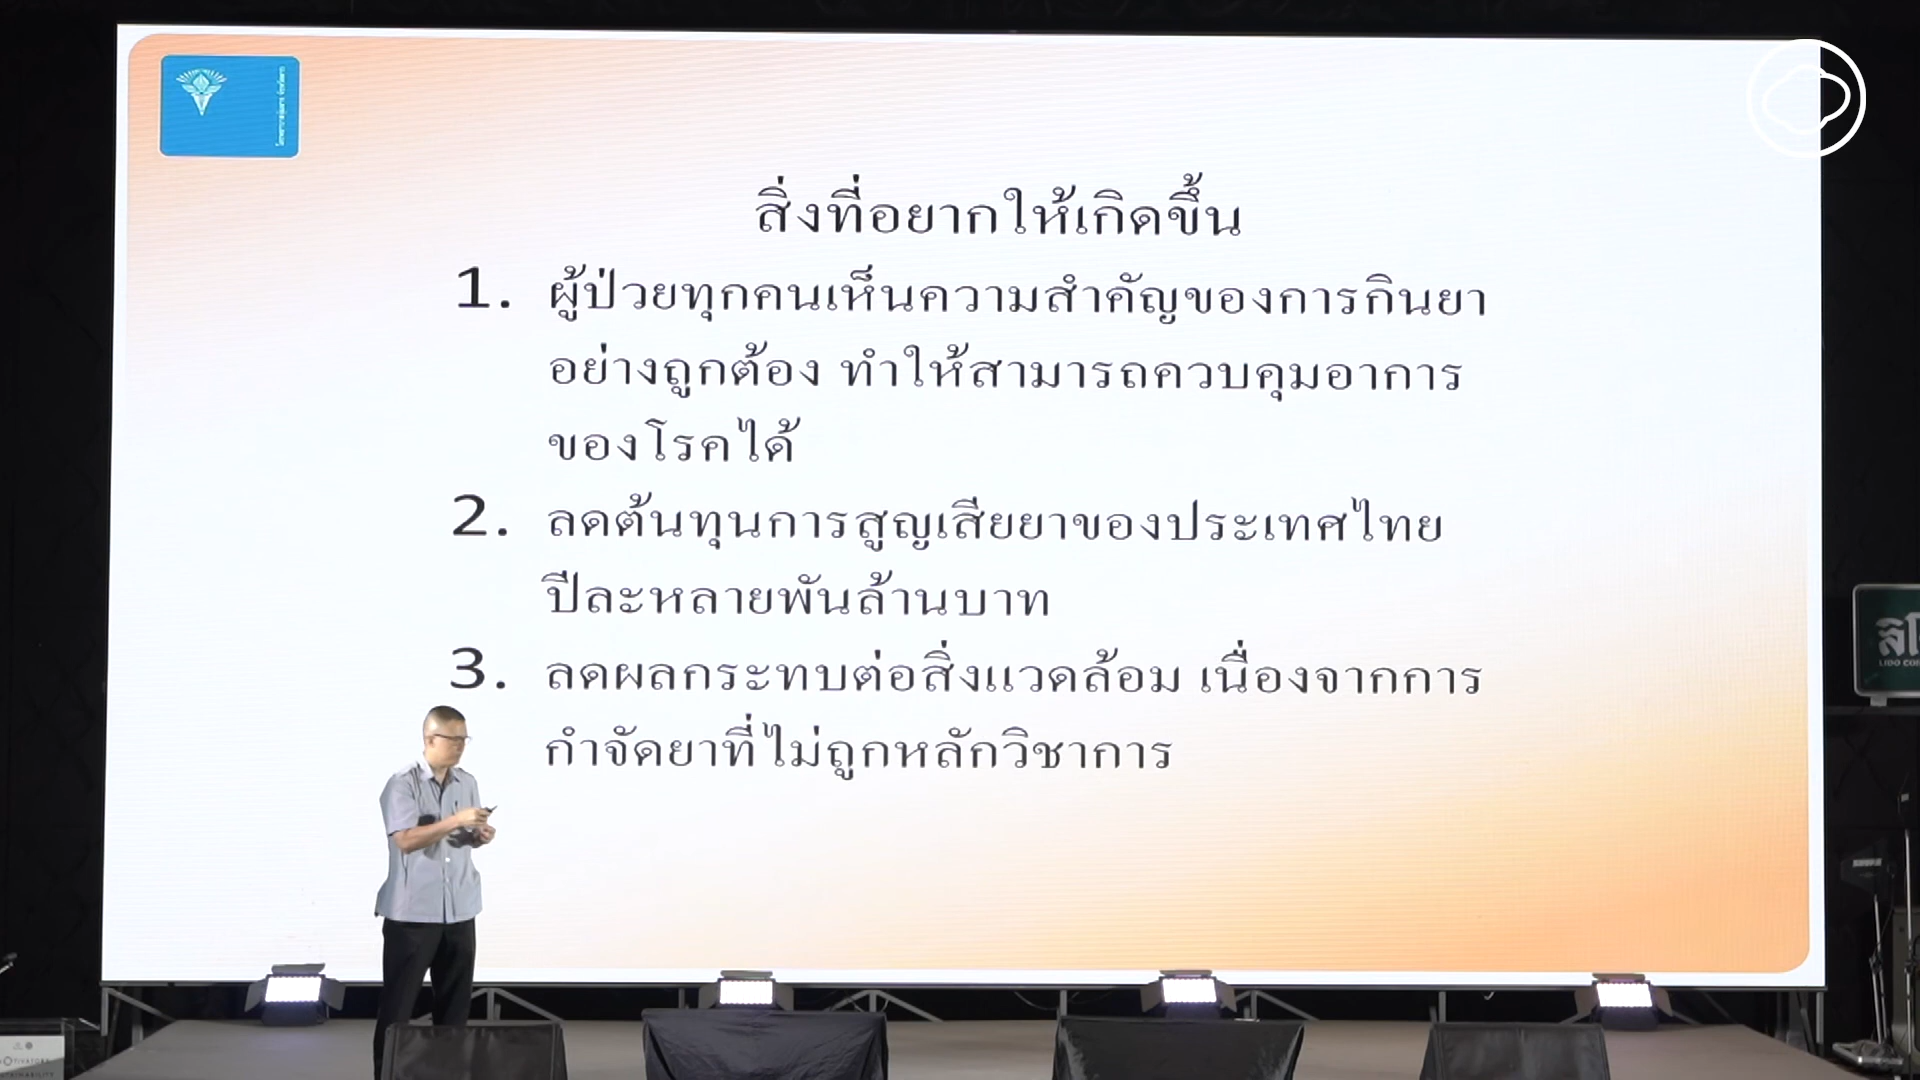 สิ่งที่อยากให้เกิดขึ้น
1. ผู้ป่วยทุกคนเห็นความสำคัญของการกินยา
อย่างถูกต้อง ทำให้สามารถควบคุมอาการ
ของโรคได้
2. ลดต้นทุนการสูญเสียยาของประเทศไทย
ปีละหลายพันล้านบาท
3. ลดผลกระทบต่อสิ่งแวดล้อม เนื่องจากการ
กำจัดยาที่ไม่ถูกหลักวิชาการ
LIDO